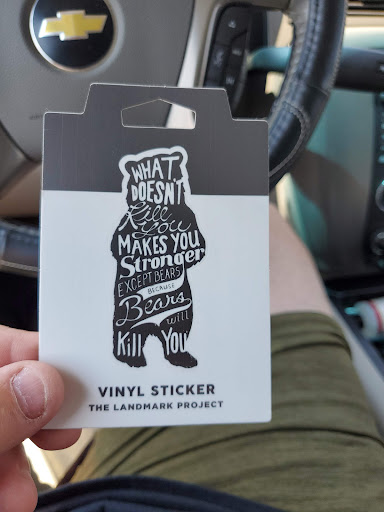 WHAT
DOESN'T
Kill
You
MAKES YOU
Stronger
EXCEPT BEARS
BECAUSE
Bears
will
Kill YOU
VINYL STICKER
THE LANDMARK PROJECT